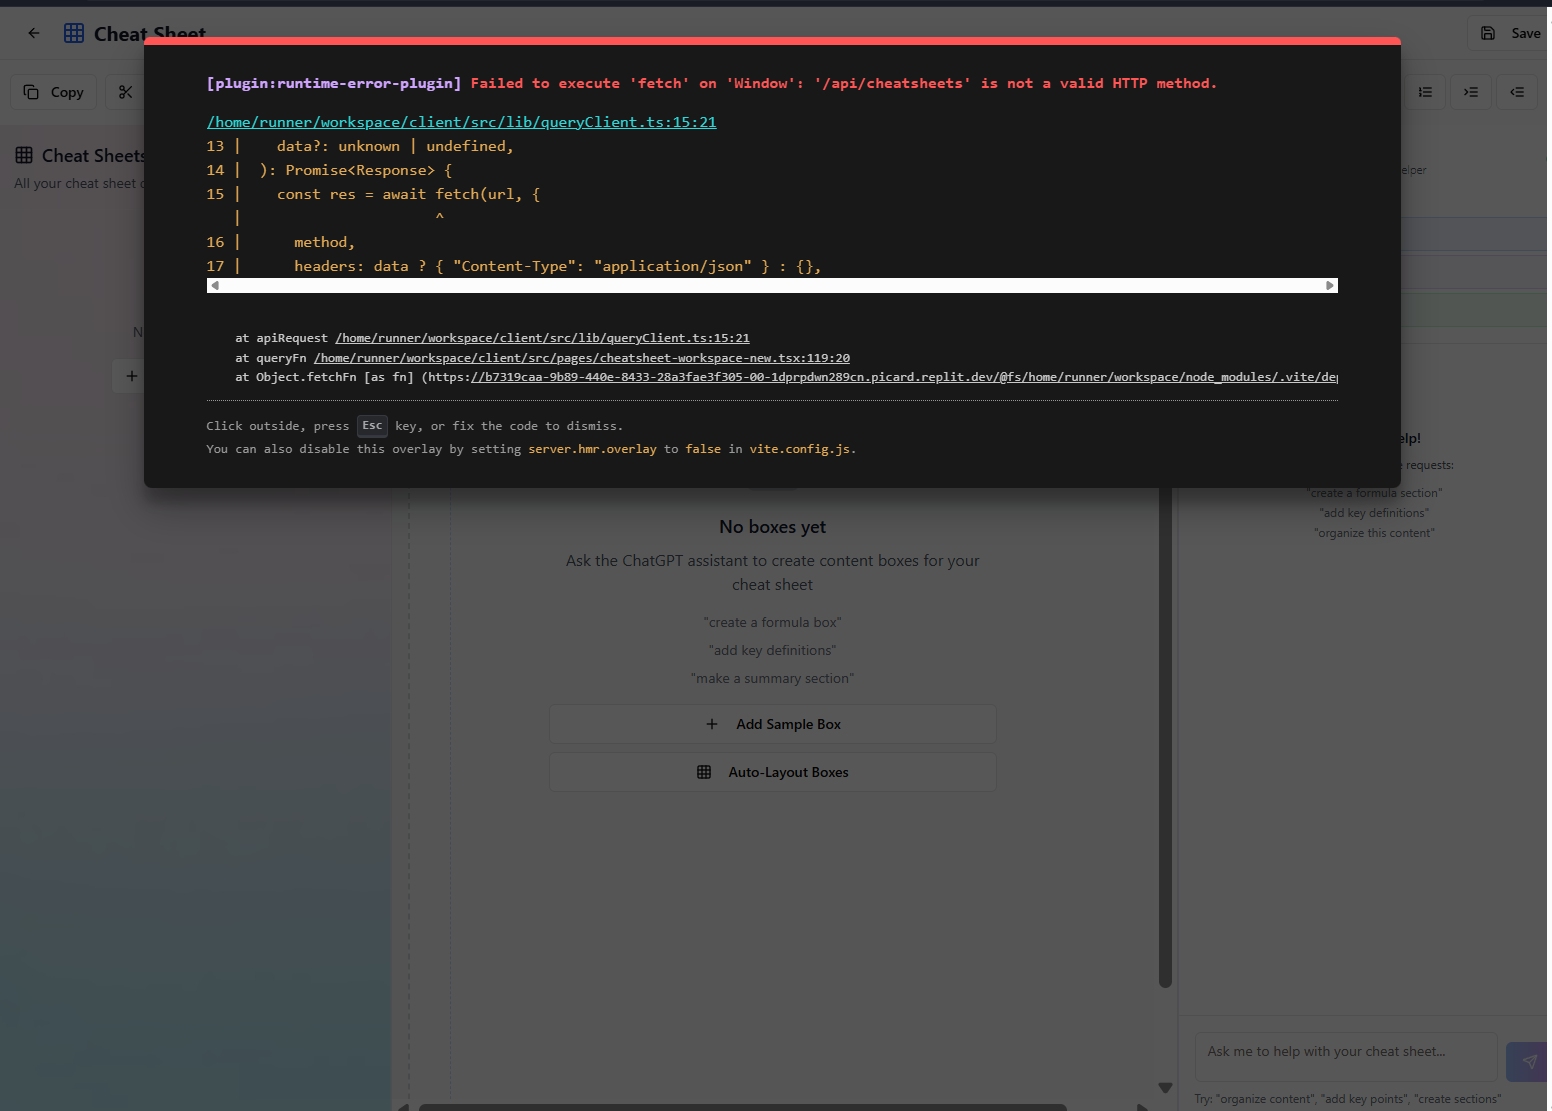 Cheat Sheet
Save
Copy
[plugin:runtime-error-plugin] Failed to execute 'fetch' on 'Window': '/api/cheatsheets' is not a valid HTTP method.
/home/runner/workspace/client/src/lib/queryClient.ts:15:21
13 |    data?: unknown | undefined,
14 |  ): Promise<Response> {
15 |    const res = await fetch(url, {
   |                      ^
16 |      method,
17 |      headers: data ? { "Content-Type": "application/json" } : {},
at apiRequest /home/runner/workspace/client/src/lib/queryClient.ts:15:21
at queryFn /home/runner/workspace/client/src/pages/cheatsheet-workspace-new.tsx:119:20
at Object.fetchFn [as fn] (https://b7319caa-9b89-440e-8433-28a3fae3f305-00-1dprpdwn289cn.picard.replit.dev/@fs/home/runner/workspace/node_modules/.vite/dep
Click outside, press Esc key, or fix the code to dismiss.
You can also disable this overlay by setting server.hmr.overlay to false in vite.config.js.
Cheat Sheets
All your cheat sheet
N
elper
elp!
requests:
"create a formula section"
"add key definitions"
"organize this content"
No boxes yet
Ask the ChatGPT assistant to create content boxes for your
cheat sheet
"create a formula box"
"add key definitions"
"make a summary section"
Add Sample Box
Auto-Layout Boxes
Ask me to help with your cheat sheet...
Try: "organize content", "add key points", "create sections"